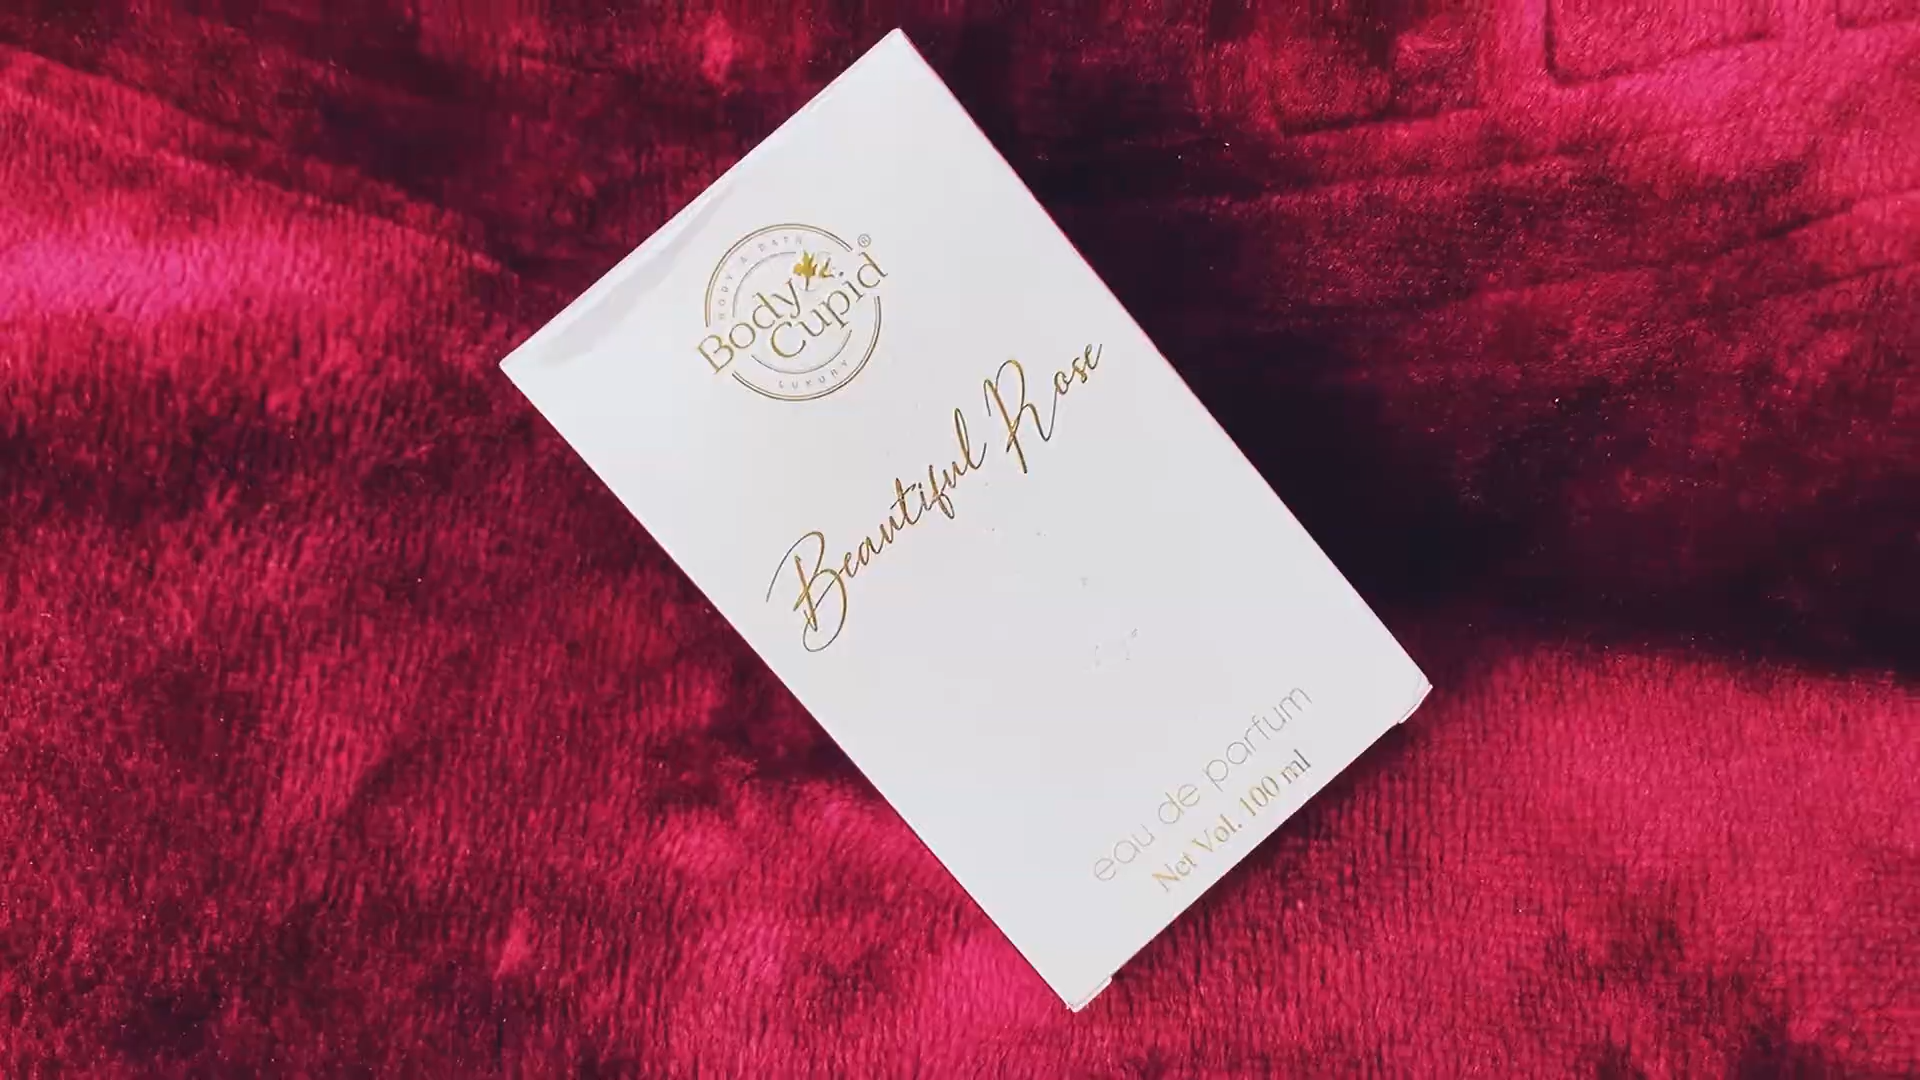 BODY & BATH
Body Cupid®
LUXURY
Beautiful Rose
eau de parfum
Net Vol. 100 ml